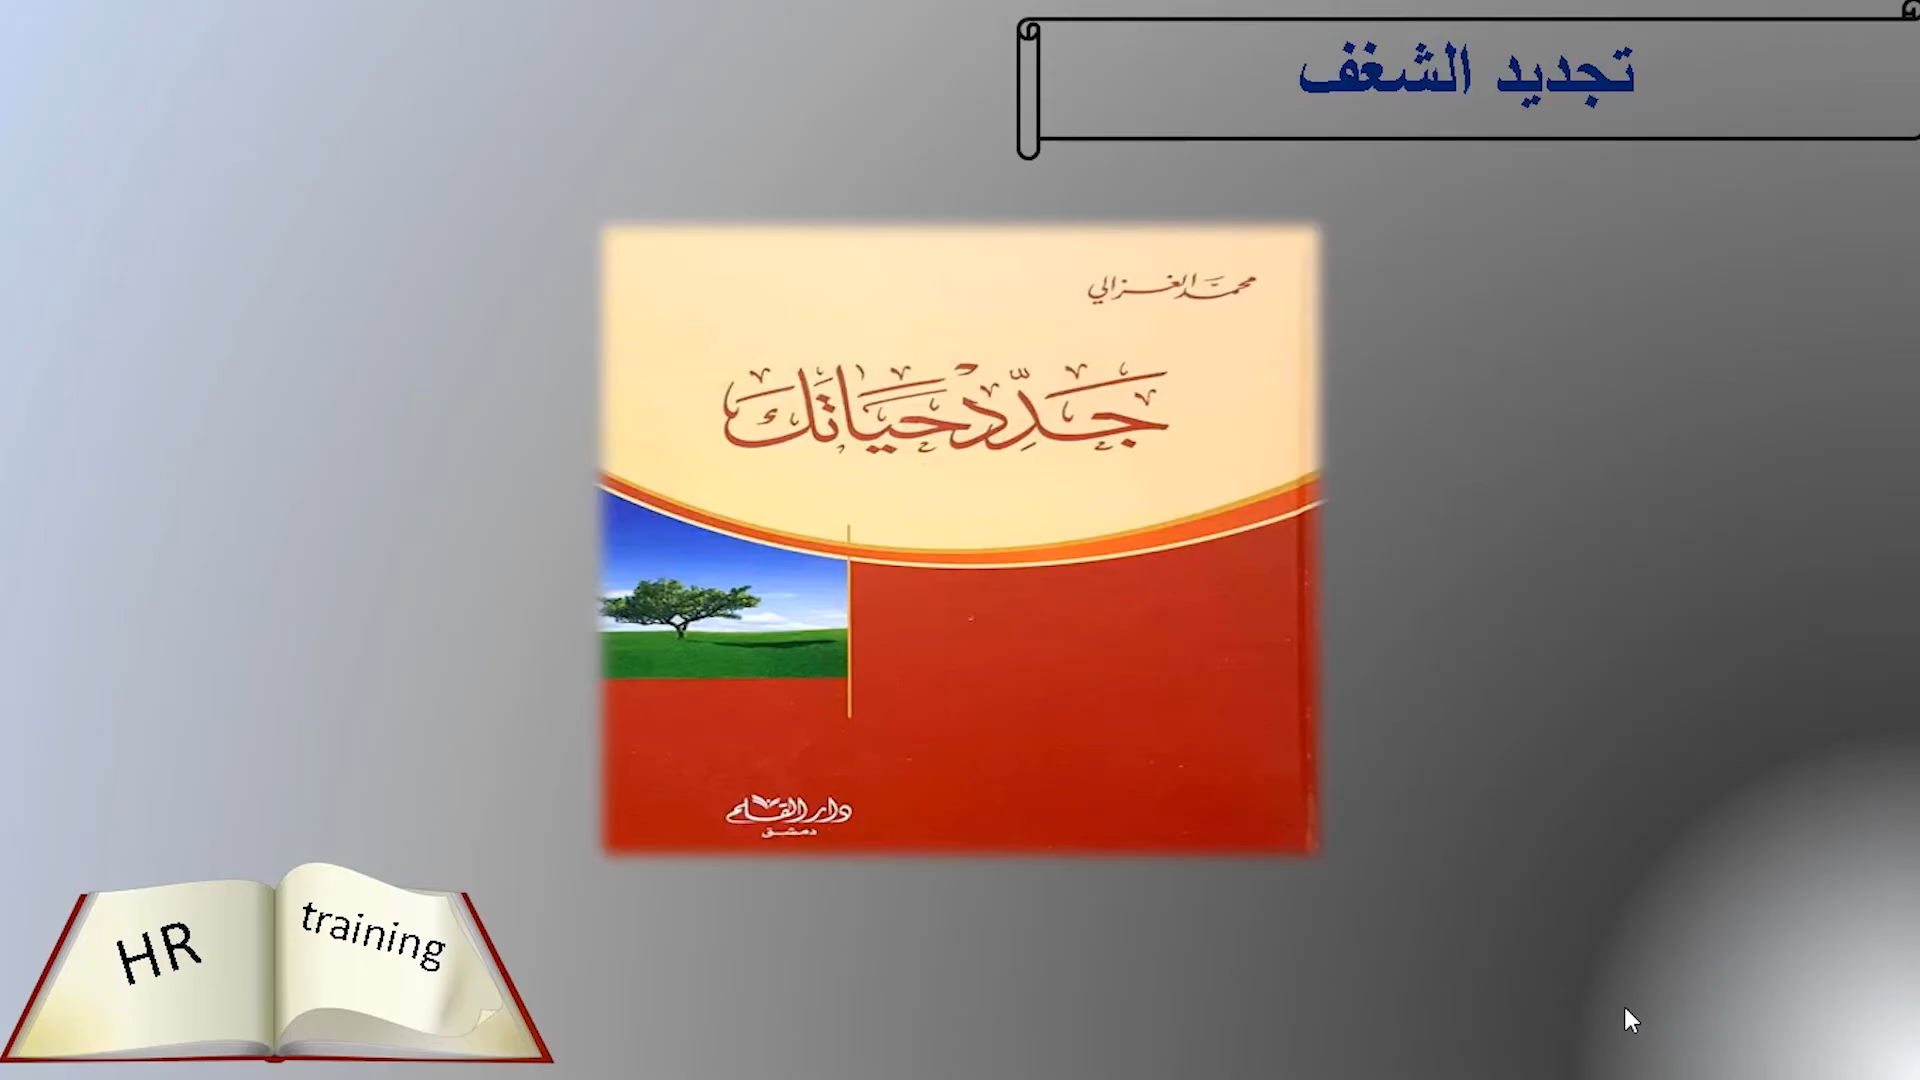 تجديد الشغف
محمد الغزالي
جدد حياتك
دار القلم
دمشق
HR
training